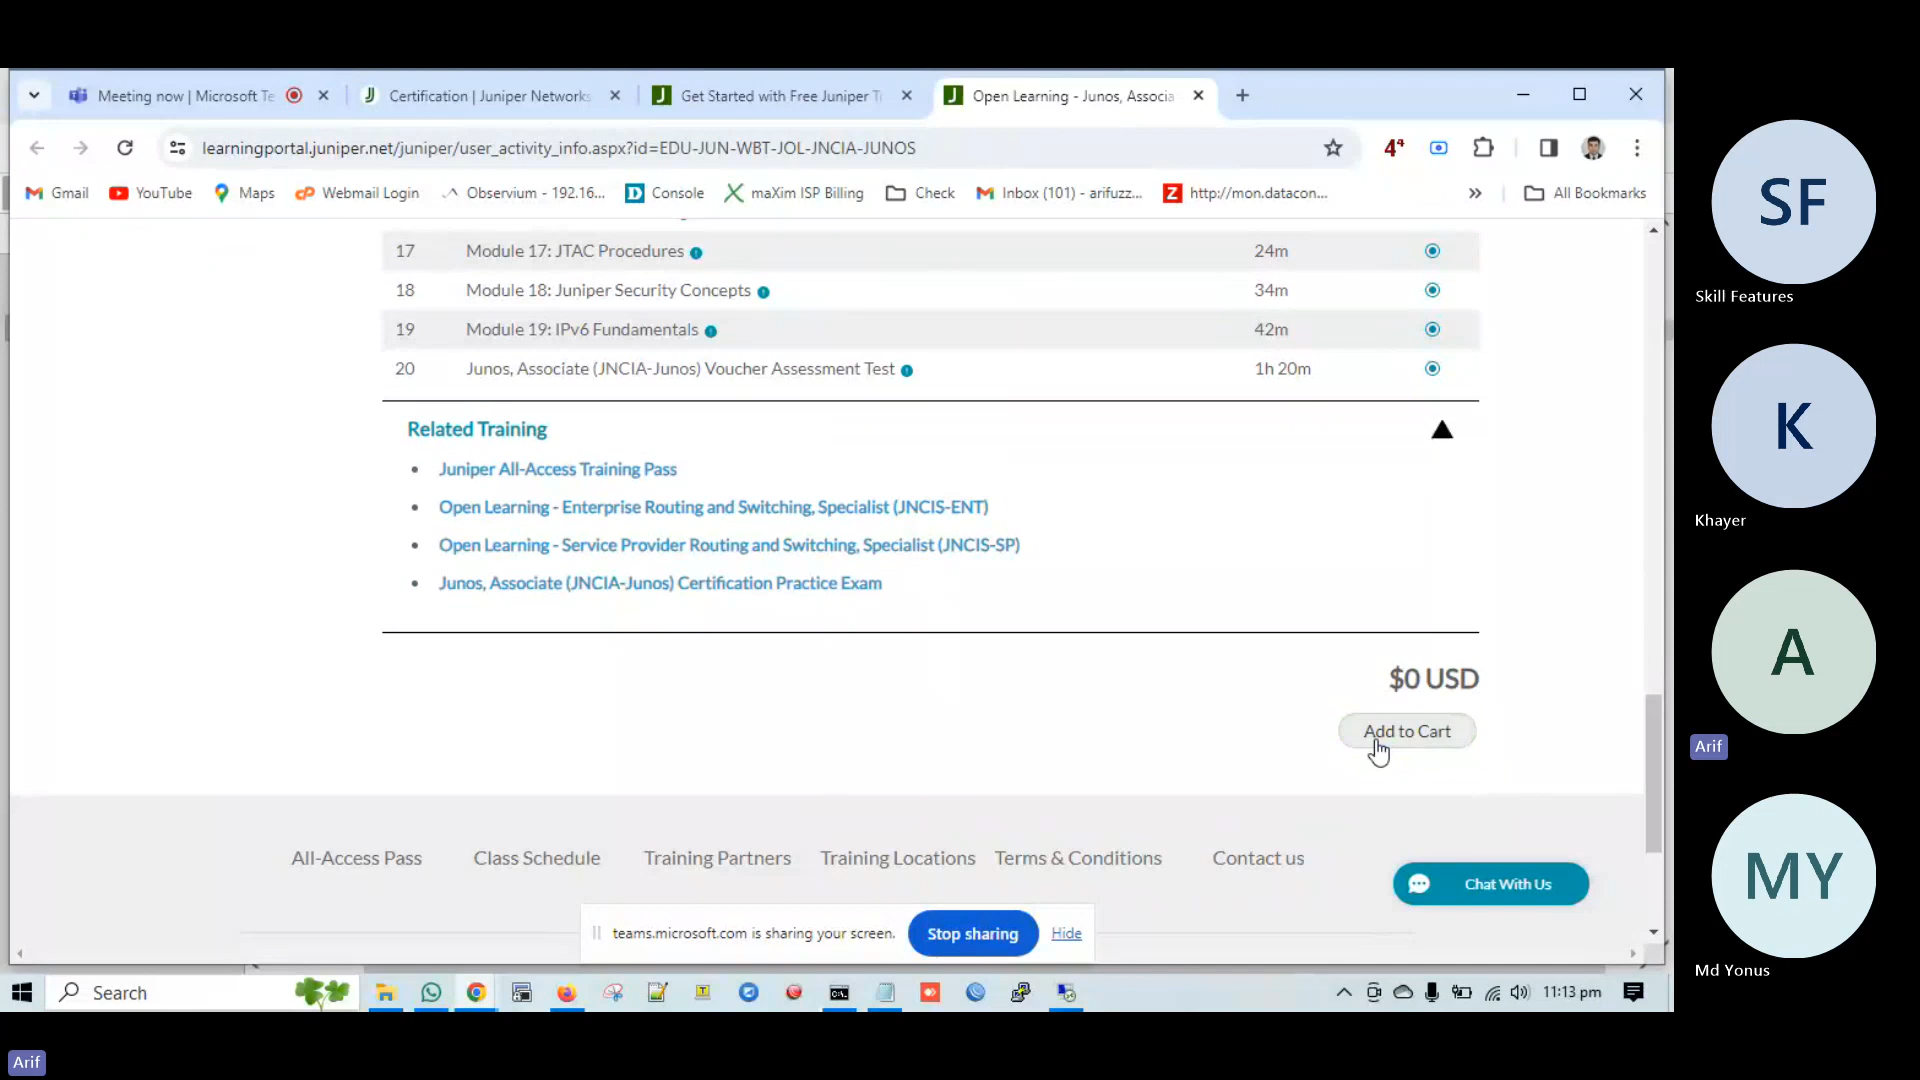 Meeting now | Microsoft Te
Certification | Juniper Networks
Get Started with Free Juniper T
Open Learning - Junos, Associa
learningportal.juniper.net/juniper/user_activity_info.aspx?id=EDU-JUN-WBT-JOL-JNCIA-JUNOS
Gmail
YouTube
Maps
Webmail Login
Observium - 192.16...
Console
maXim ISP Billing
Check
Inbox (101) - arifuzz...
http://mon.datacon...
All Bookmarks
17 Module 17: JTAC Procedures 24m
18 Module 18: Juniper Security Concepts 34m
19 Module 19: IPv6 Fundamentals 42m
20 Junos, Associate (JNCIA-Junos) Voucher Assessment Test 1h 20m
Related Training
Juniper All-Access Training Pass
Open Learning - Enterprise Routing and Switching, Specialist (JNCIS-ENT)
Open Learning - Service Provider Routing and Switching, Specialist (JNCIS-SP)
Junos, Associate (JNCIA-Junos) Certification Practice Exam
$0 USD
Add to Cart
All-Access Pass
Class Schedule
Training Partners
Training Locations
Terms & Conditions
Contact us
Chat With Us
teams.microsoft.com is sharing your screen.
Stop sharing
Hide
Search
11:13 pm
SF
Skill Features
K
Khayer
A
Arif
MY
Md Yonus
Arif